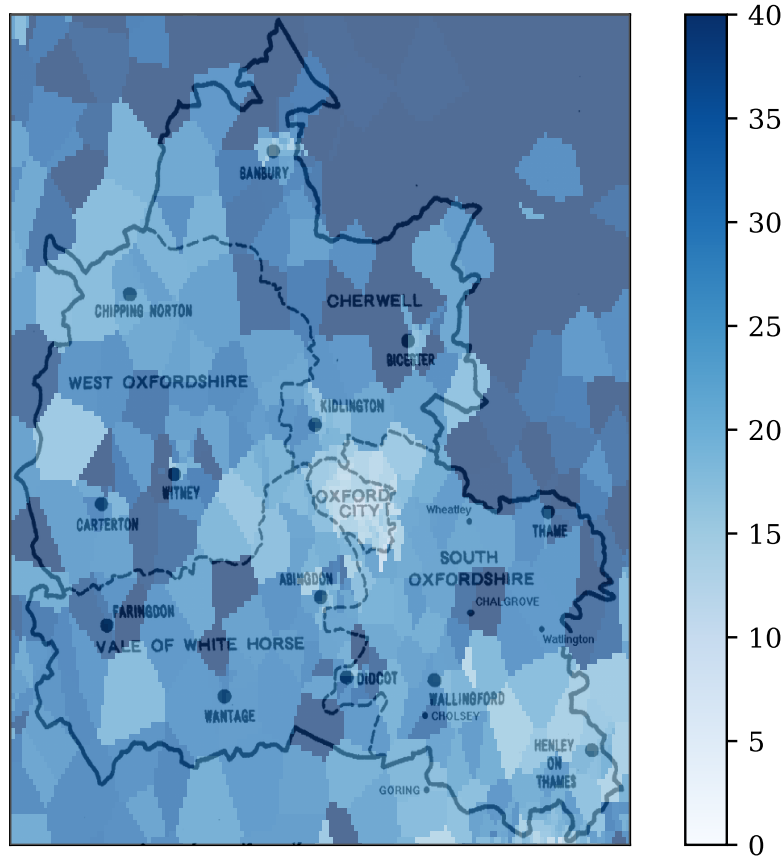 40
BANBURY
35
30
CHERWELL
CHIPPING NORTON
25
BICESTER
WEST OXFORDSHIRE
KIDLINGTON
20
WITNEY
OXFORD
CITY
CARTERTON
Wheatley
THAME
15
SOUTH
OXFORDSHIRE
ABINGDON
CHALGROVE
FARINGDON
Watlington
VALE OF WHITE HORSE
10
DIDCOT
WALLINGFORD
WANTAGE
CHOLSEY
5
HENLEY
ON
THAMES
GORING
0